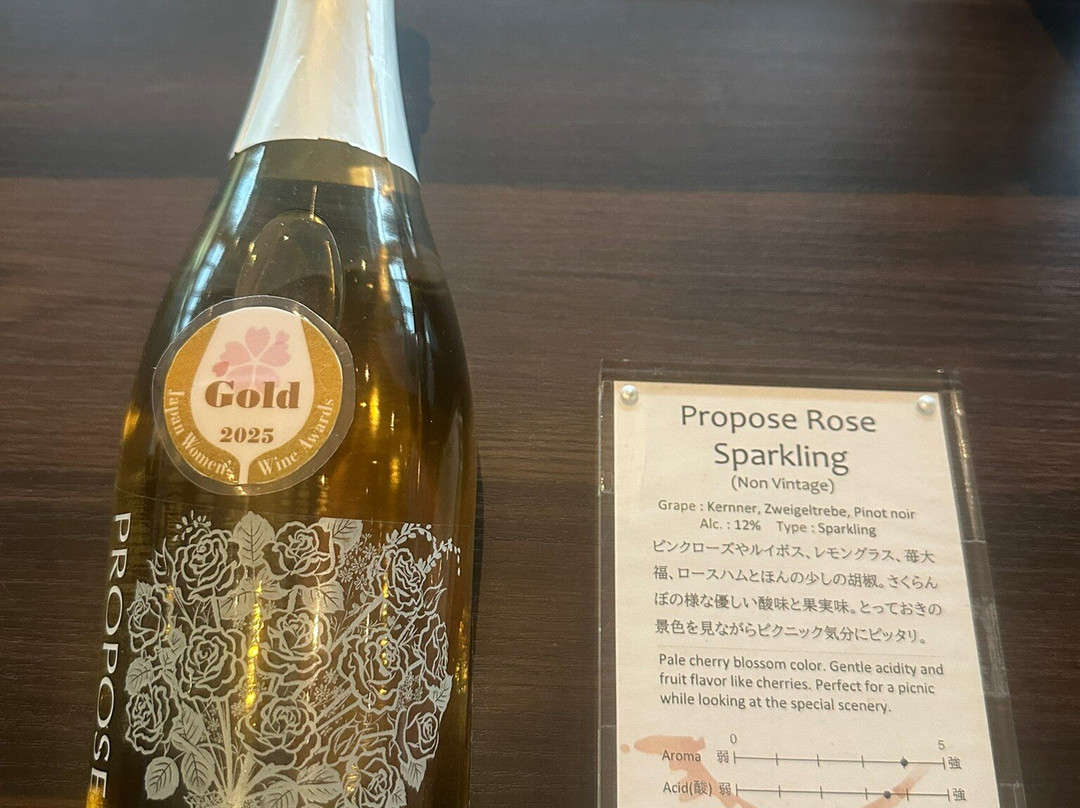 Gold
2025
Japan Women's Wine Awards
PROPOSE
Propose Rose
Sparkling
(Non Vintage)
Grape : Kernner, Zweigeltrebe, Pinot noir
Alc. : 12% Type : Sparkling
ピンクローズやルイボス、レモングラス、苺大
福、ロースハムとほんの少しの胡椒。さくらん
ぼの様な優しい酸味と果実味。とっておきの
景色を見ながらピクニック気分にピッタリ。
Pale cherry blossom color. Gentle acidity and
fruit flavor like cherries. Perfect for a picnic
while looking at the special scenery.
0 5
Aroma 弱 強
Acid(酸) 弱 強